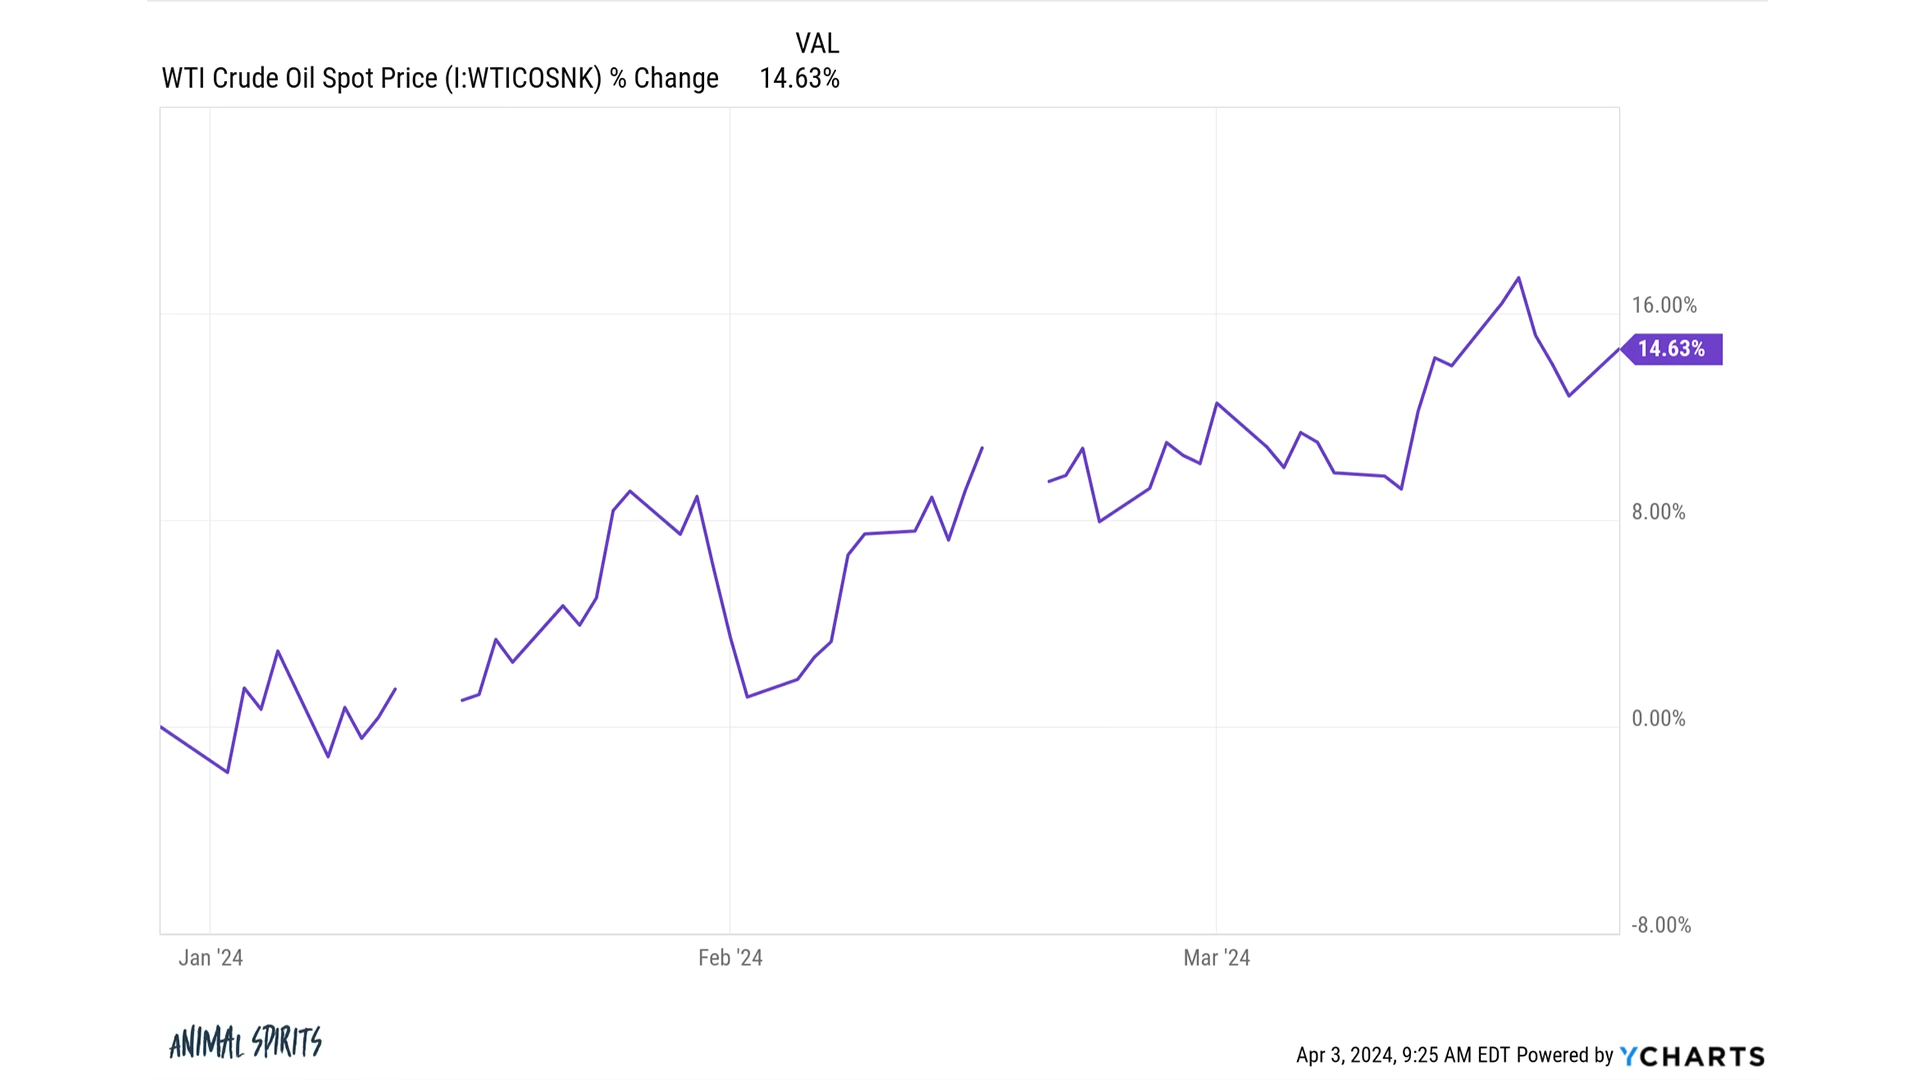 VAL
WTI Crude Oil Spot Price (I:WTICOSNK) % Change 14.63%
16.00%
14.63%
8.00%
0.00%
-8.00%
Jan '24 Feb '24 Mar '24
ANIMAL SPIRITS
Apr 3, 2024, 9:25 AM EDT Powered by YCHARTS